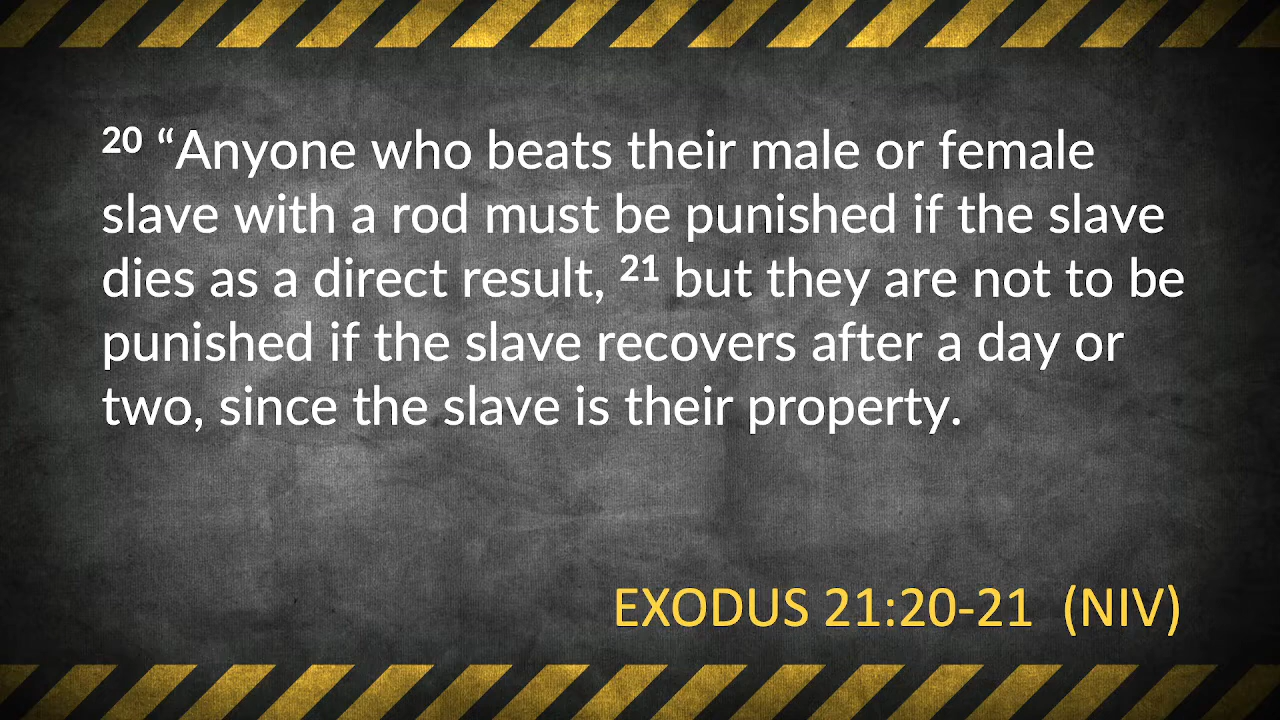 20 “Anyone who beats their male or female
slave with a rod must be punished if the slave
dies as a direct result, 21 but they are not to be
punished if the slave recovers after a day or
two, since the slave is their property.
EXODUS 21:20-21 (NIV)